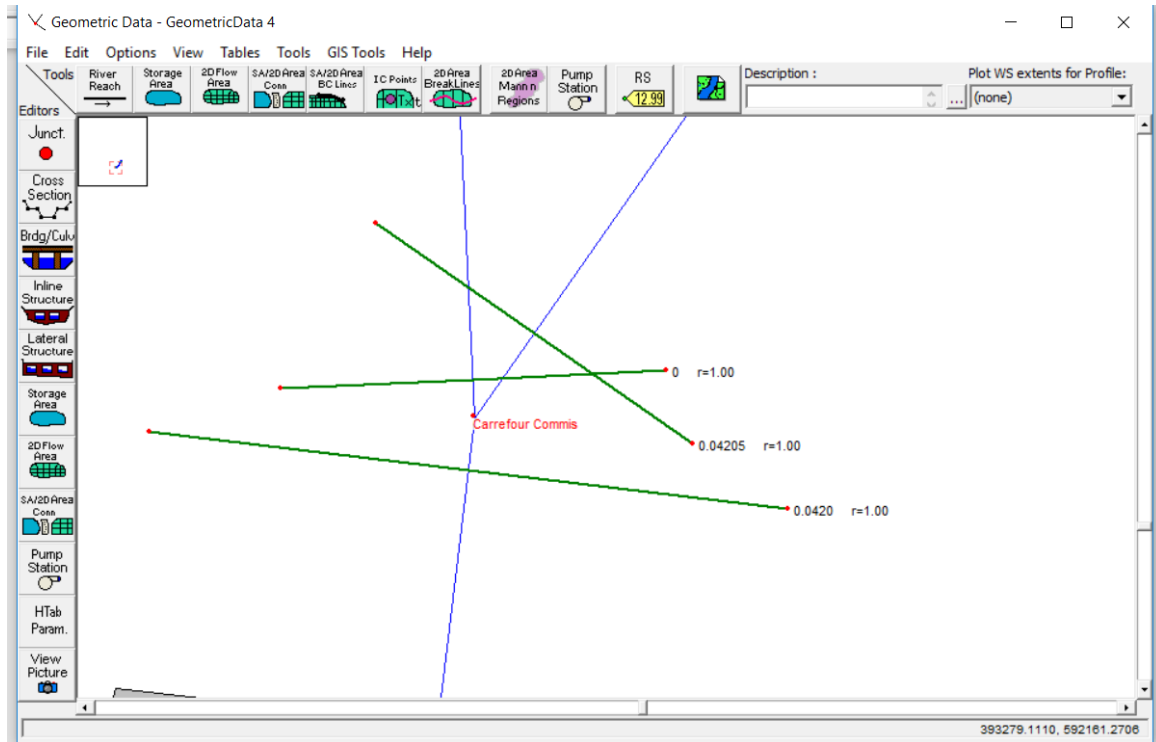 Geometric Data - GeometricData 4
File Edit Options View Tables Tools GIS Tools Help
Tools
Editors
River
Reach
Storage
Area
2D Flow
Area
SA/2D Area
Conn
SA/2D Area
BC Lines
IC Points
2D Area
BreakLines
2D Area
Mann n
Regions
Pump
Station
RS
12.99
Description :
Plot WS extents for Profile:
... (none)
Junct.
Cross
Section
Brdg/Culv
Inline
Structure
Lateral
Structure
Storage
Area
2D Flow
Area
SA/2D Area
Conn
Pump
Station
HTab
Param.
View
Picture
0 r=1.00
Carrefour Commis
0.04205 r=1.00
0.0420 r=1.00
393279.1110, 592161.2706